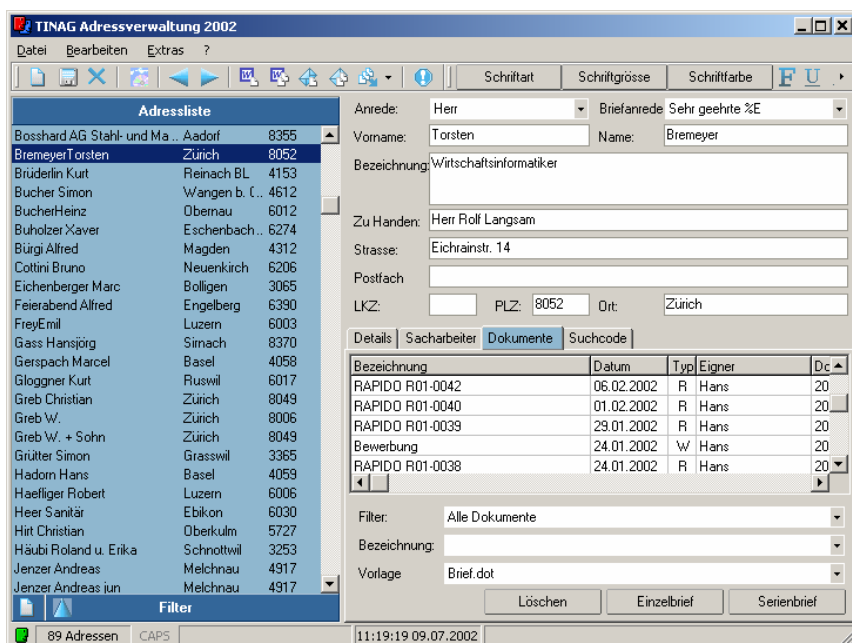 TINAG Adressverwaltung 2002
Datei Bearbeiten Extras ?
Schriftart Schriftgrösse Schriftfarbe F U
Adressliste
Bosshard AG Stahl- und Ma .. Aadorf 8355
BremeyerTorsten Zürich 8052
Brüderlin Kurt Reinach BL 4153
Bucher Simon Wangen b. (.. 4612
BucherHeinz Obernau 6012
Buholzer Xaver Eschenbach .. 6274
Bürgi Alfred Magden 4312
Cottini Bruno Neuenkirch 6206
Eichenberger Marc Bolligen 3065
Feierabend Alfred Engelberg 6390
FreyEmil Luzern 6003
Gass Hansjörg Sirnach 8370
Gerspach Marcel Basel 4058
Gloggner Kurt Ruswil 6017
Greb Christian Zürich 8049
Greb W. Zürich 8006
Greb W. + Sohn Zürich 8049
Grütter Simon Grasswil 3365
Hadorn Hans Basel 4059
Haefliger Robert Luzern 6006
Heer Sanitär Ebikon 6030
Hirt Christian Oberkulm 5727
Häubi Roland u. Erika Schnottwil 3253
Jenzer Andreas Melchnau 4917
Jenzer Andreas jun Melchnau 4917
Filter
Anrede: Herr Briefanrede Sehr geehrte %E
Vorname: Torsten Name: Bremeyer
Bezeichnung: Wirtschaftsinformatiker
Zu Handen: Herr Rolf Langsam
Strasse: Eichrainstr. 14
Postfach
LKZ: PLZ: 8052 Ort: Zürich
Details Sacharbeiter Dokumente Suchcode
Bezeichnung Datum Typ Eigner Dc
RAPIDO R01-0042 06.02.2002 R Hans 20
RAPIDO R01-0040 01.02.2002 R Hans 20
RAPIDO R01-0039 29.01.2002 R Hans 20
Bewerbung 24.01.2002 W Hans 20
RAPIDO R01-0038 24.01.2002 R Hans 20
Filter: Alle Dokumente
Bezeichnung:
Vorlage Brief.dot
Löschen Einzelbrief Serienbrief
89 Adressen CAPS 11:19:19 09.07.2002